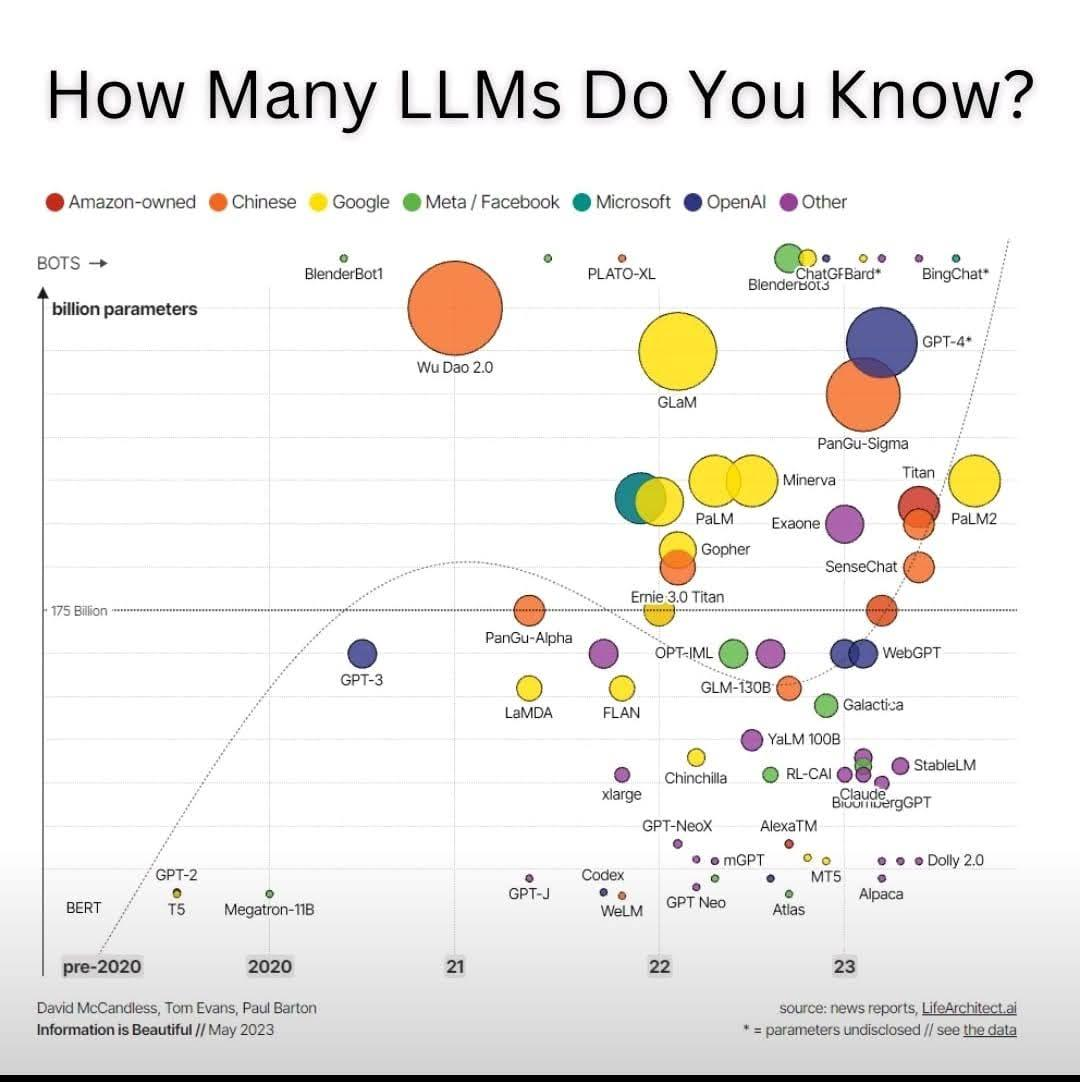 How Many LLMs Do You Know?
Amazon-owned Chinese Google Meta / Facebook Microsoft OpenAI Other
BOTS →
BlenderBot1
PLATO-XL
BlenderBot3
ChatGP
Bard*
BingChat*
billion parameters
Wu Dao 2.0
GLaM
GPT-4*
PanGu-Sigma
Titan
Minerva
PaLM
PaLM2
Exaone
Gopher
SenseChat
Ernie 3.0 Titan
175 Billion
PanGu-Alpha
GPT-3
OPT-IML
WebGPT
LaMDA
FLAN
GLM-130B
Galactica
YaLM 100B
Chinchilla
RL-CAI
StableLM
xlarge
Claude
BloombergGPT
GPT-NeoX
AlexaTM
mGPT
Dolly 2.0
GPT-2
Codex
MT5
GPT-J
Alpaca
GPT Neo
BERT
T5
Megatron-11B
WeLM
Atlas
pre-2020 2020 21 22 23
David McCandless, Tom Evans, Paul Barton
Information is Beautiful // May 2023
source: news reports, LifeArchitect.ai
* = parameters undisclosed // see the data